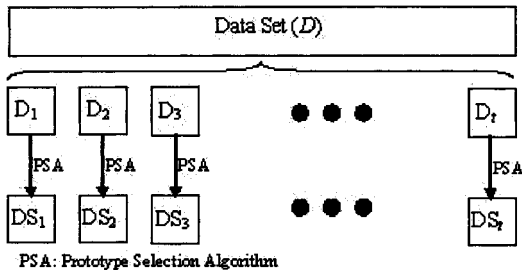 Data Set (D)
D1 D2 D3 Dt
PSA PSA PSA PSA
DS1 DS2 DS3 DSt
PSA: Prototype Selection Algorithm